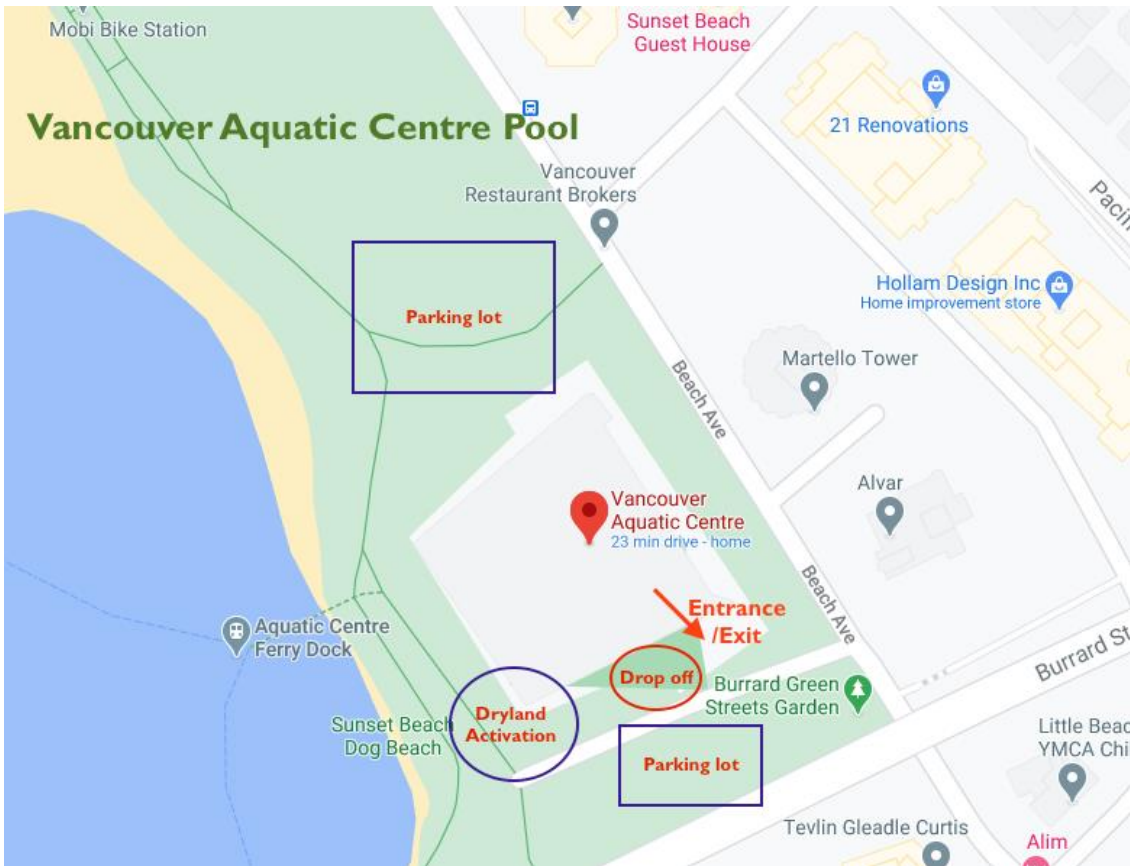 Mobi Bike Station
Sunset Beach
Guest House
Vancouver Aquatic Centre Pool
21 Renovations
Vancouver
Restaurant Brokers
Pacif
Parking lot
Hollam Design Inc
Home improvement store
Martello Tower
Beach Ave
Alvar
Vancouver
Aquatic Centre
23 min drive - home
Beach Ave
Entrance
/Exit
Aquatic Centre
Ferry Dock
Burrard St
Drop off
Burrard Green
Streets Garden
Dryland
Activation
Sunset Beach
Dog Beach
Little Beac
YMCA Chi
Parking lot
Tevlin Gleadle Curtis
Alim